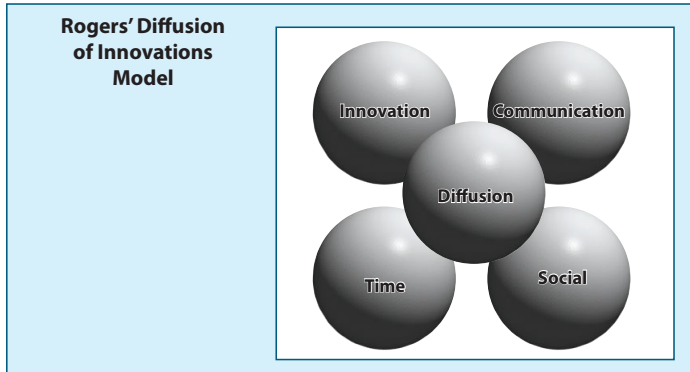 Rogers’ Diffusion
of Innovations
Model
Innovation
Communication
Diffusion
Time
Social